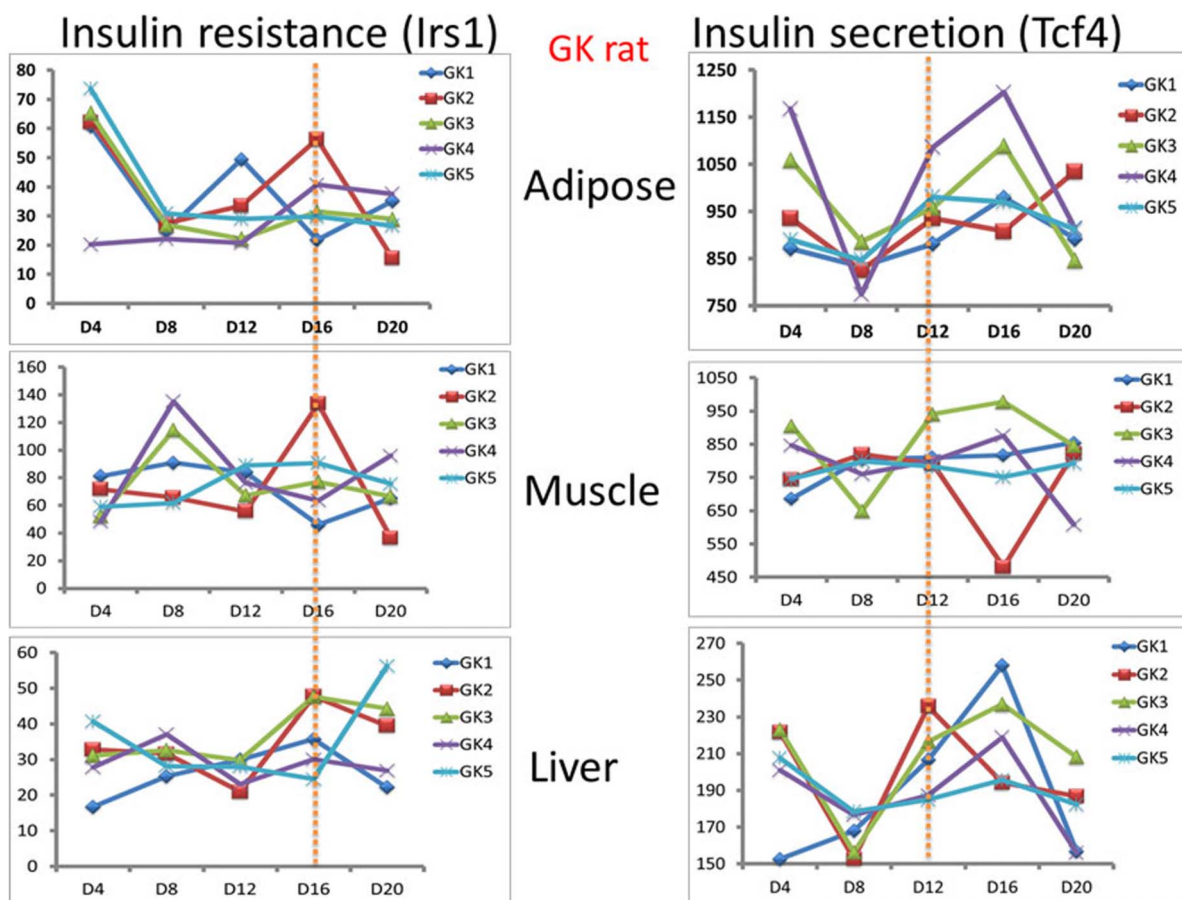 Insulin resistance (Irs1)
GK rat
Insulin secretion (Tcf4)
80
70
60
50
40
30
20
10
0
D4 D8 D12 D16 D20
GK1
GK2
GK3
GK4
GK5
Adipose
1250
1150
1050
950
850
750
D4 D8 D12 D16 D20
GK1
GK2
GK3
GK4
GK5
160
140
120
100
80
60
40
20
0
D4 D8 D12 D16 D20
GK1
GK2
GK3
GK4
GK5
Muscle
1050
950
850
750
650
550
450
D4 D8 D12 D16 D20
GK1
GK2
GK3
GK4
GK5
60
50
40
30
20
10
0
D4 D8 D12 D16 D20
GK1
GK2
GK3
GK4
GK5
Liver
270
250
230
210
190
170
150
D4 D8 D12 D16 D20
GK1
GK2
GK3
GK4
GK5